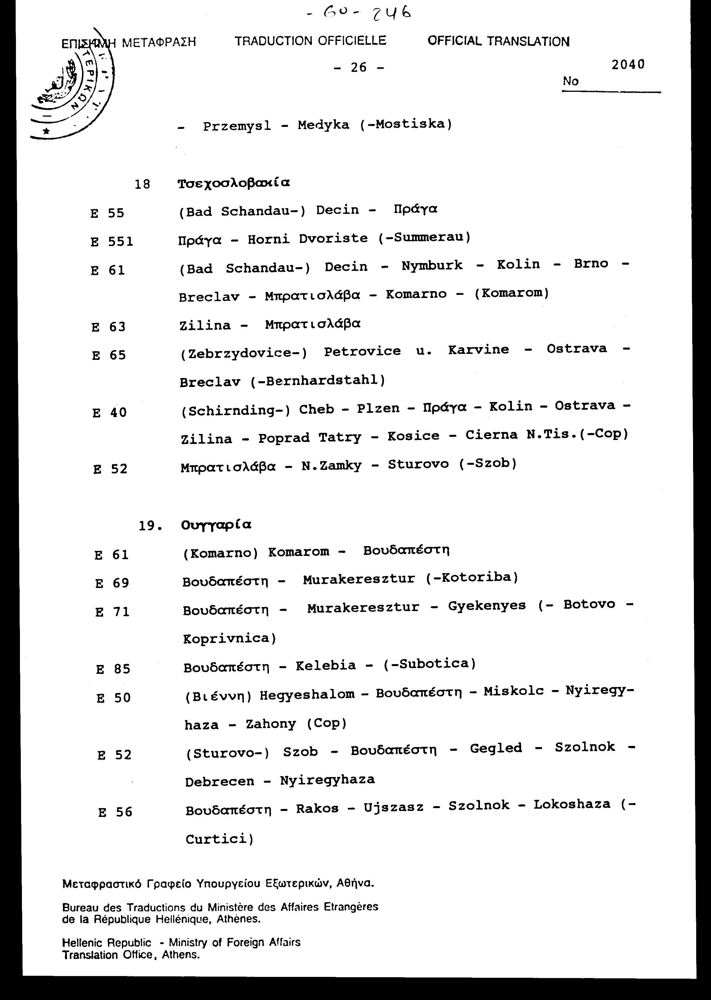 - 60 - 246
ΕΠΙΣΗΜΗ ΜΕΤΑΦΡΑΣΗ TRADUCTION OFFICIELLE OFFICIAL TRANSLATION
- 26 -
2040
No
ΤΕΡΙΚΩΝ
- Przemysl - Medyka (-Mostiska)
18 Τσεχοσλοβακία
E 55 (Bad Schandau-) Decin - Πράγα
E 551 Πράγα - Horni Dvoriste (-Summerau)
E 61 (Bad Schandau-) Decin - Nymburk - Kolin - Brno -
Breclav - Μπρατισλάβα - Komarno - (Komarom)
E 63 Zilina - Μπρατισλάβα
E 65 (Zebrzydovice-) Petrovice u. Karvine - Ostrava -
Breclav (-Bernhardstahl)
E 40 (Schirnding-) Cheb - Plzen - Πράγα - Kolin - Ostrava -
Zilina - Poprad Tatry - Kosice - Cierna N.Tis.(-Cop)
E 52 Μπρατισλάβα - N.Zamky - Sturovo (-Szob)
19. Ουγγαρία
E 61 (Komarno) Komarom - Βουδαπέστη
E 69 Βουδαπέστη - Murakeresztur (-Kotoriba)
E 71 Βουδαπέστη - Murakeresztur - Gyekenyes (- Botovo -
Koprivnica)
E 85 Βουδαπέστη - Kelebia - (-Subotica)
E 50 (Βιέννη) Hegyeshalom - Βουδαπέστη - Miskolc - Nyiregy-
haza - Zahony (Cop)
E 52 (Sturovo-) Szob - Βουδαπέστη - Gegled - Szolnok -
Debrecen - Nyiregyhaza
E 56 Βουδαπέστη - Rakos - Ujszasz - Szolnok - Lokoshaza (-
Curtici)
Μεταφραστικό Γραφείο Υπουργείου Εξωτερικών, Αθήνα.
Bureau des Traductions du Ministère des Affaires Etrangères
de la République Hellénique, Athènes.
Hellenic Republic - Ministry of Foreign Affairs
Translation Office, Athens.